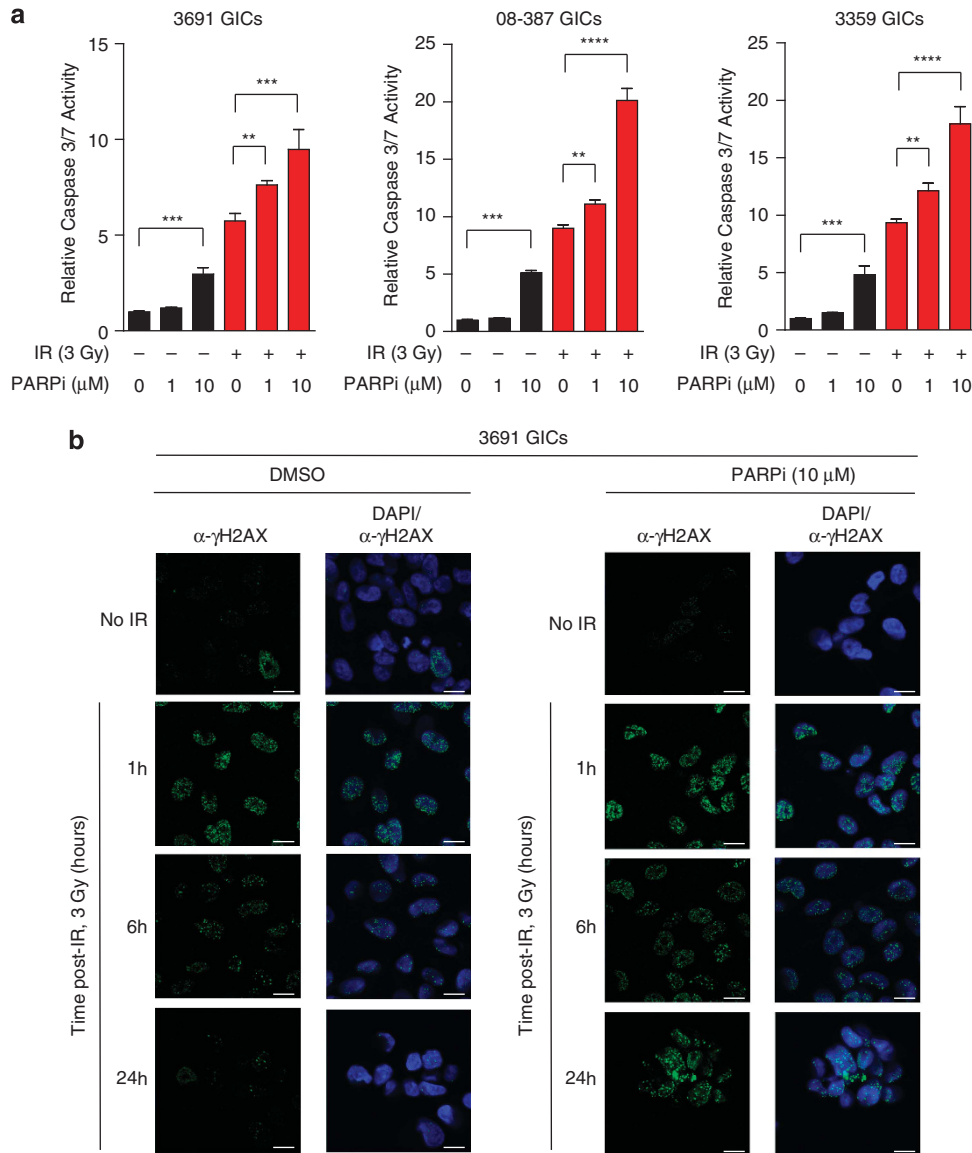 a
3691 GICs
Relative Caspase 3/7 Activity
15
10
5
0
***
**
***
IR (3 Gy) – – – + + +
PARPi (μM) 0 1 10 0 1 10
08-387 GICs
Relative Caspase 3/7 Activity
25
20
15
10
5
0
***
**
****
IR (3 Gy) – – – + + +
PARPi (μM) 0 1 10 0 1 10
3359 GICs
Relative Caspase 3/7 Activity
25
20
15
10
5
0
***
**
****
IR (3 Gy) – – – + + +
PARPi (μM) 0 1 10 0 1 10
b
3691 GICs
DMSO
PARPi (10 μM)
α-γH2AX
DAPI/
α-γH2AX
α-γH2AX
DAPI/
α-γH2AX
No IR
1h
6h
24h
Time post-IR, 3 Gy (hours)
No IR
1h
6h
24h
Time post-IR, 3 Gy (hours)